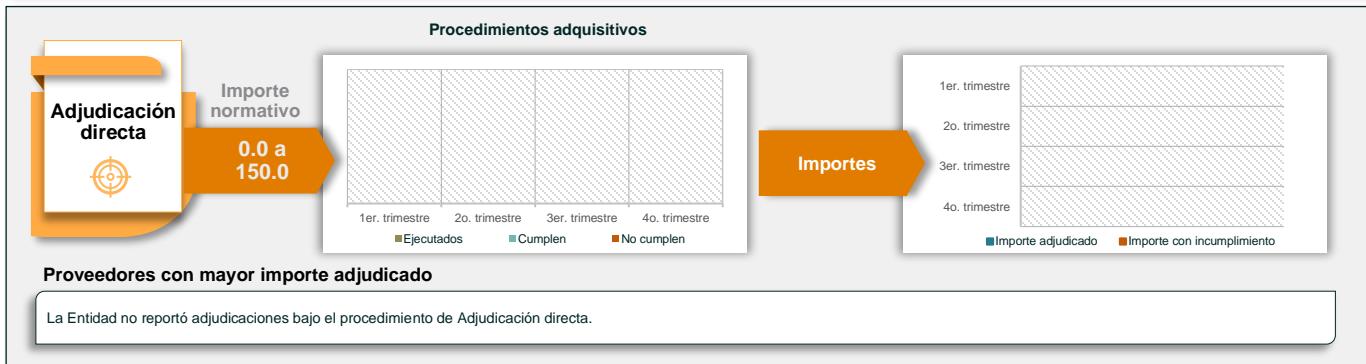 Procedimientos adquisitivos
Adjudicación
directa
Importe
normativo
0.0 a
150.0
1er. trimestre 2o. trimestre 3er. trimestre 4o. trimestre
Ejecutados Cumplen No cumplen
Importes
1er. trimestre
2o. trimestre
3er. trimestre
4o. trimestre
Importe adjudicado Importe con incumplimiento
Proveedores con mayor importe adjudicado
La Entidad no reportó adjudicaciones bajo el procedimiento de Adjudicación directa.